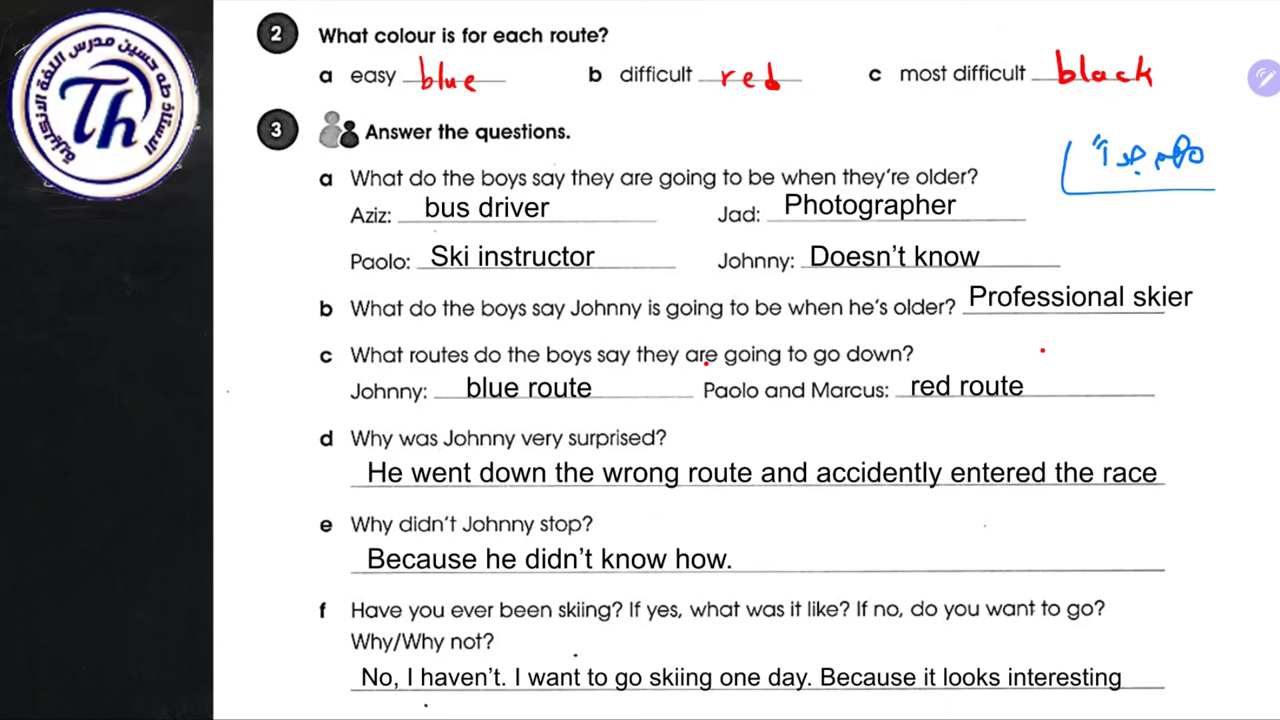 الاستاذ طه حسين مدرس اللغة الانكليزية
Th
2 What colour is for each route?
a easy blue b difficult red c most difficult black
3 Answer the questions.
مهم جداً
a What do the boys say they are going to be when they're older?
Aziz: bus driver Jad: Photographer
Paolo: Ski instructor Johnny: Doesn't know
b What do the boys say Johnny is going to be when he's older? Professional skier
c What routes do the boys say they are going to go down?
Johnny: blue route Paolo and Marcus: red route
d Why was Johnny very surprised?
He went down the wrong route and accidently entered the race
e Why didn't Johnny stop?
Because he didn't know how.
f Have you ever been skiing? If yes, what was it like? If no, do you want to go?
Why/Why not?
No, I haven't. I want to go skiing one day. Because it looks interesting